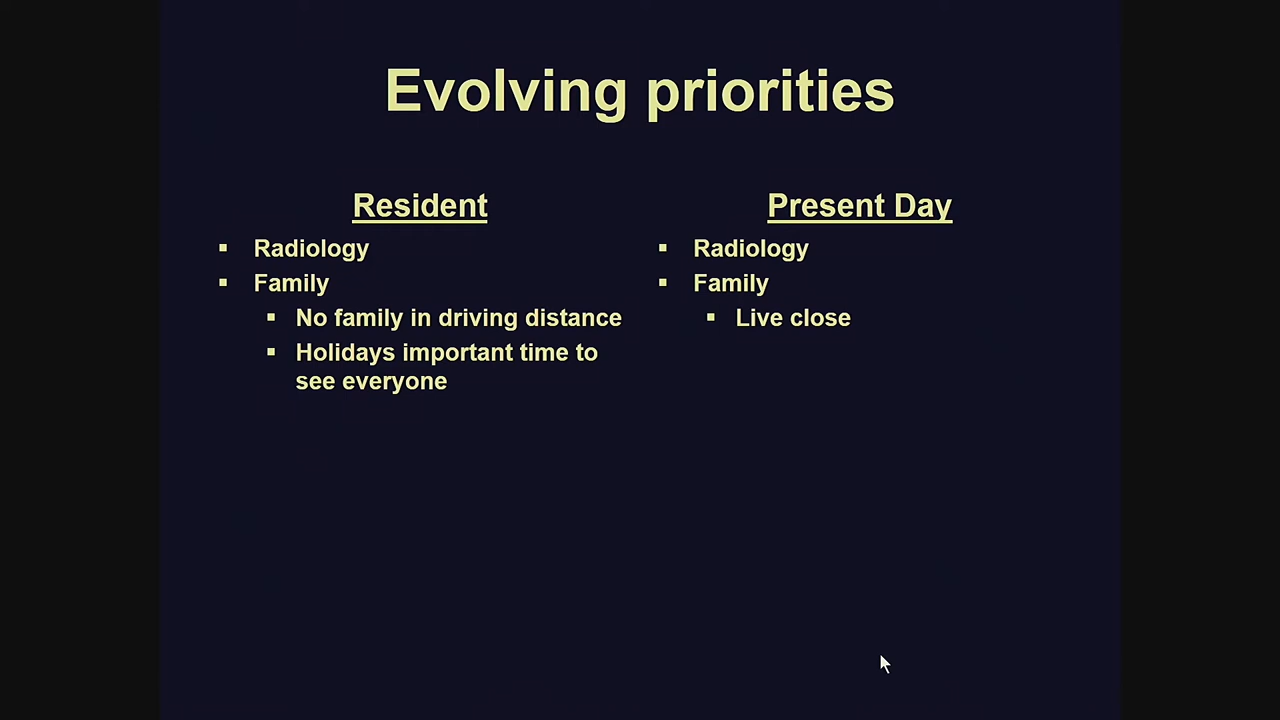 Evolving priorities
Resident
▪ Radiology
▪ Family
▪ No family in driving distance
▪ Holidays important time to
see everyone
Present Day
▪ Radiology
▪ Family
▪ Live close